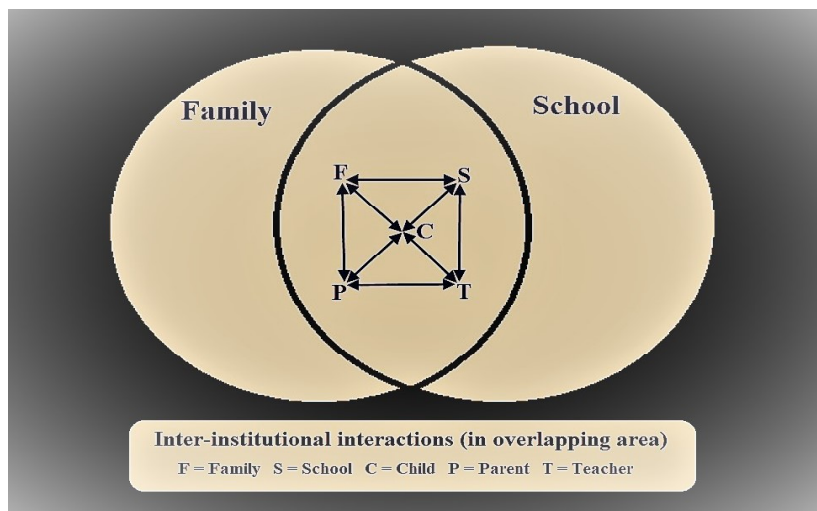 Family
School
F
S
C
P
T
Inter-institutional interactions (in overlapping area)
F = Family S = School C = Child P = Parent T = Teacher